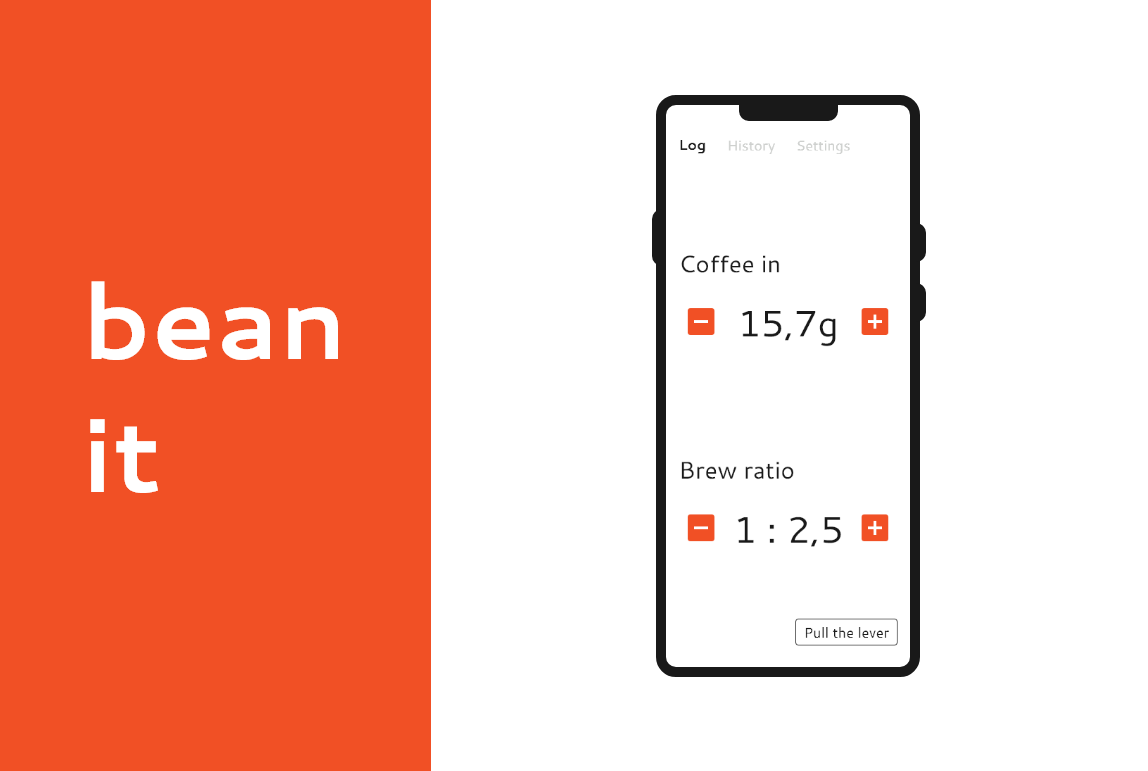 bean
it
Log History Settings
Coffee in
− 15,7g +
Brew ratio
− 1 : 2,5 +
Pull the lever